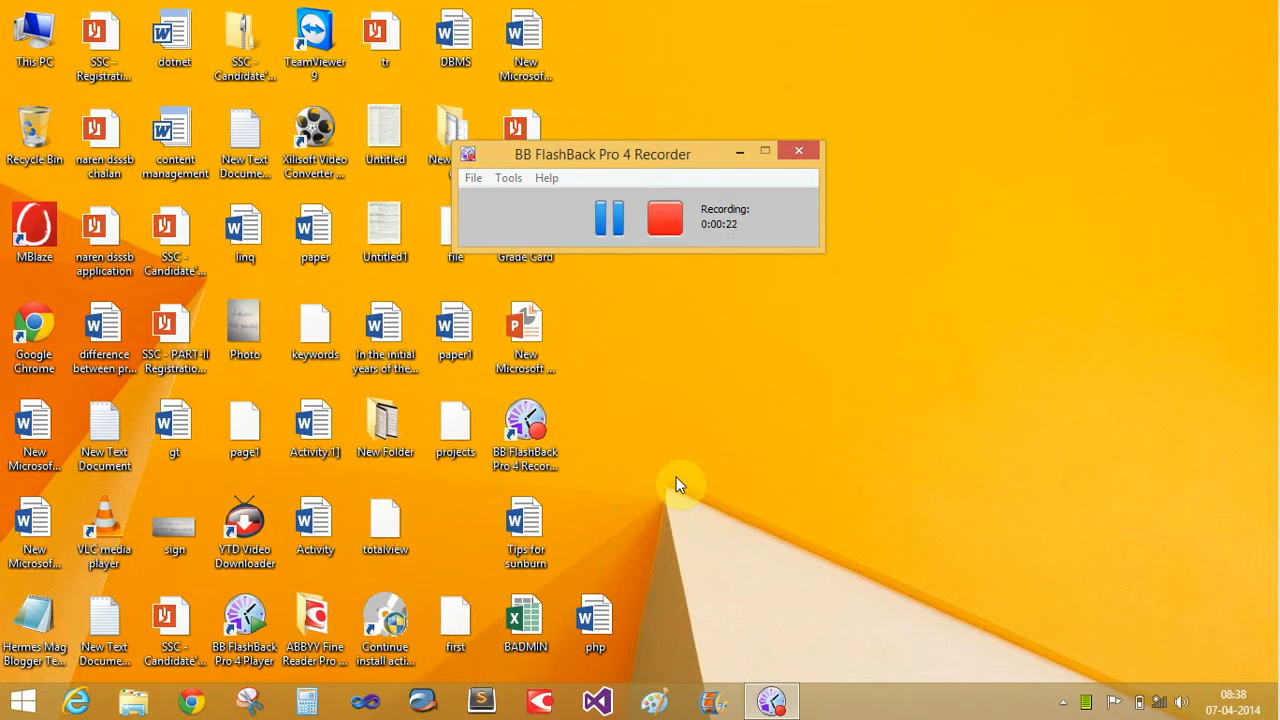 This PC
SSC -
Registrati...
dotnet
SSC -
Candidate'...
TeamViewer
9
tr
DBMS
New
Microsof...
Recycle Bin
naren dsssb
chalan
content
management
New Text
Docume...
Xilisoft Video
Converter ...
Untitled
BB FlashBack Pro 4 Recorder
File Tools Help
Recording:
0:00:22
MBlaze
naren dsssb
application
SSC -
Candidate'...
linq
paper
Untitled1
file
Grade Card
Google
Chrome
difference
between pr...
SSC - PART-II
Registratio...
Photo
keywords
In the initial
years of the...
paper1
New
Microsoft ...
New
Microsof...
New Text
Document
gt
page1
Activity.1]
New Folder
projects
BB FlashBack
Pro 4 Recor...
New
Microsof...
VLC media
player
sign
YTD Video
Downloader
Activity
totalview
Tips for
sunburn
Hermes Mag
Blogger Te...
New Text
Docume...
SSC -
Candidate'...
BB FlashBack
Pro 4 Player
ABBYY Fine
Reader Pro ...
Continue
install acti...
first
BADMIN
php
08:38
07-04-2014